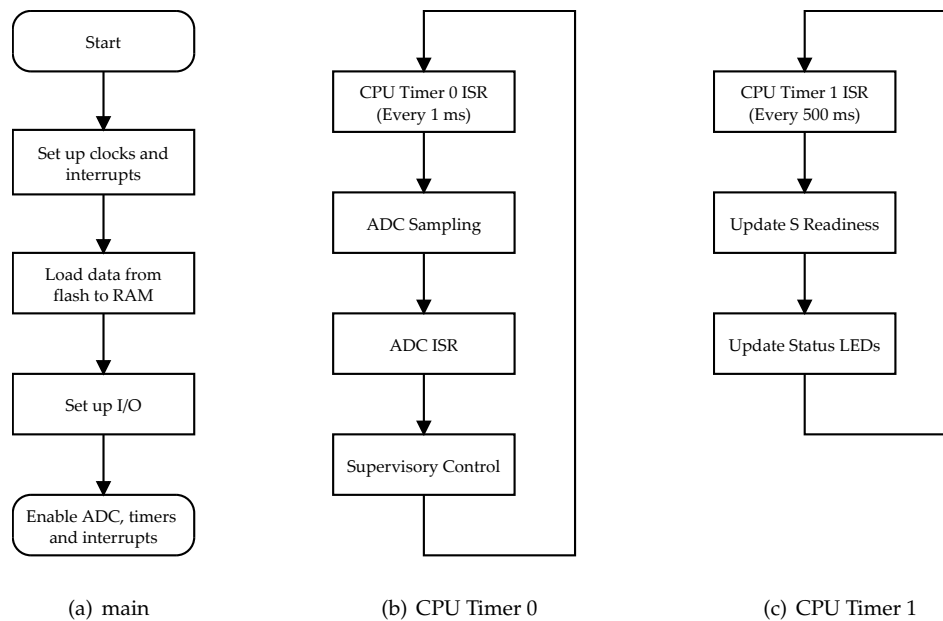 Start
Set up clocks and
interrupts
Load data from
flash to RAM
Set up I/O
Enable ADC, timers
and interrupts
(a) main
CPU Timer 0 ISR
(Every 1 ms)
ADC Sampling
ADC ISR
Supervisory Control
(b) CPU Timer 0
CPU Timer 1 ISR
(Every 500 ms)
Update S Readiness
Update Status LEDs
(c) CPU Timer 1